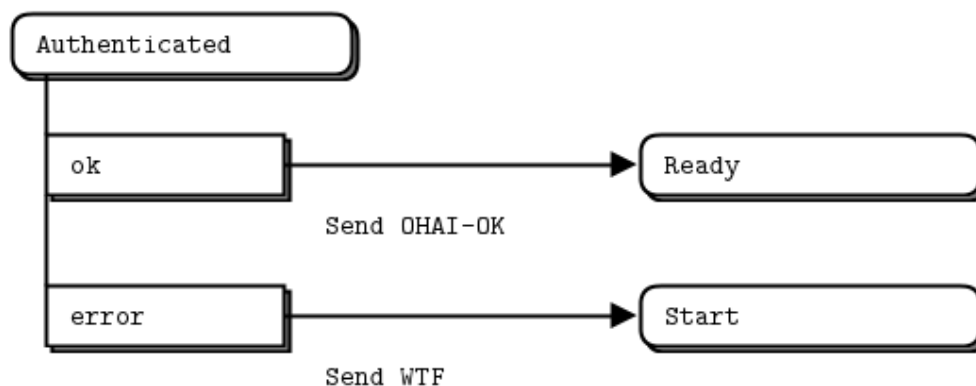 Authenticated
ok
Ready
Send OHAI-OK
error
Start
Send WTF